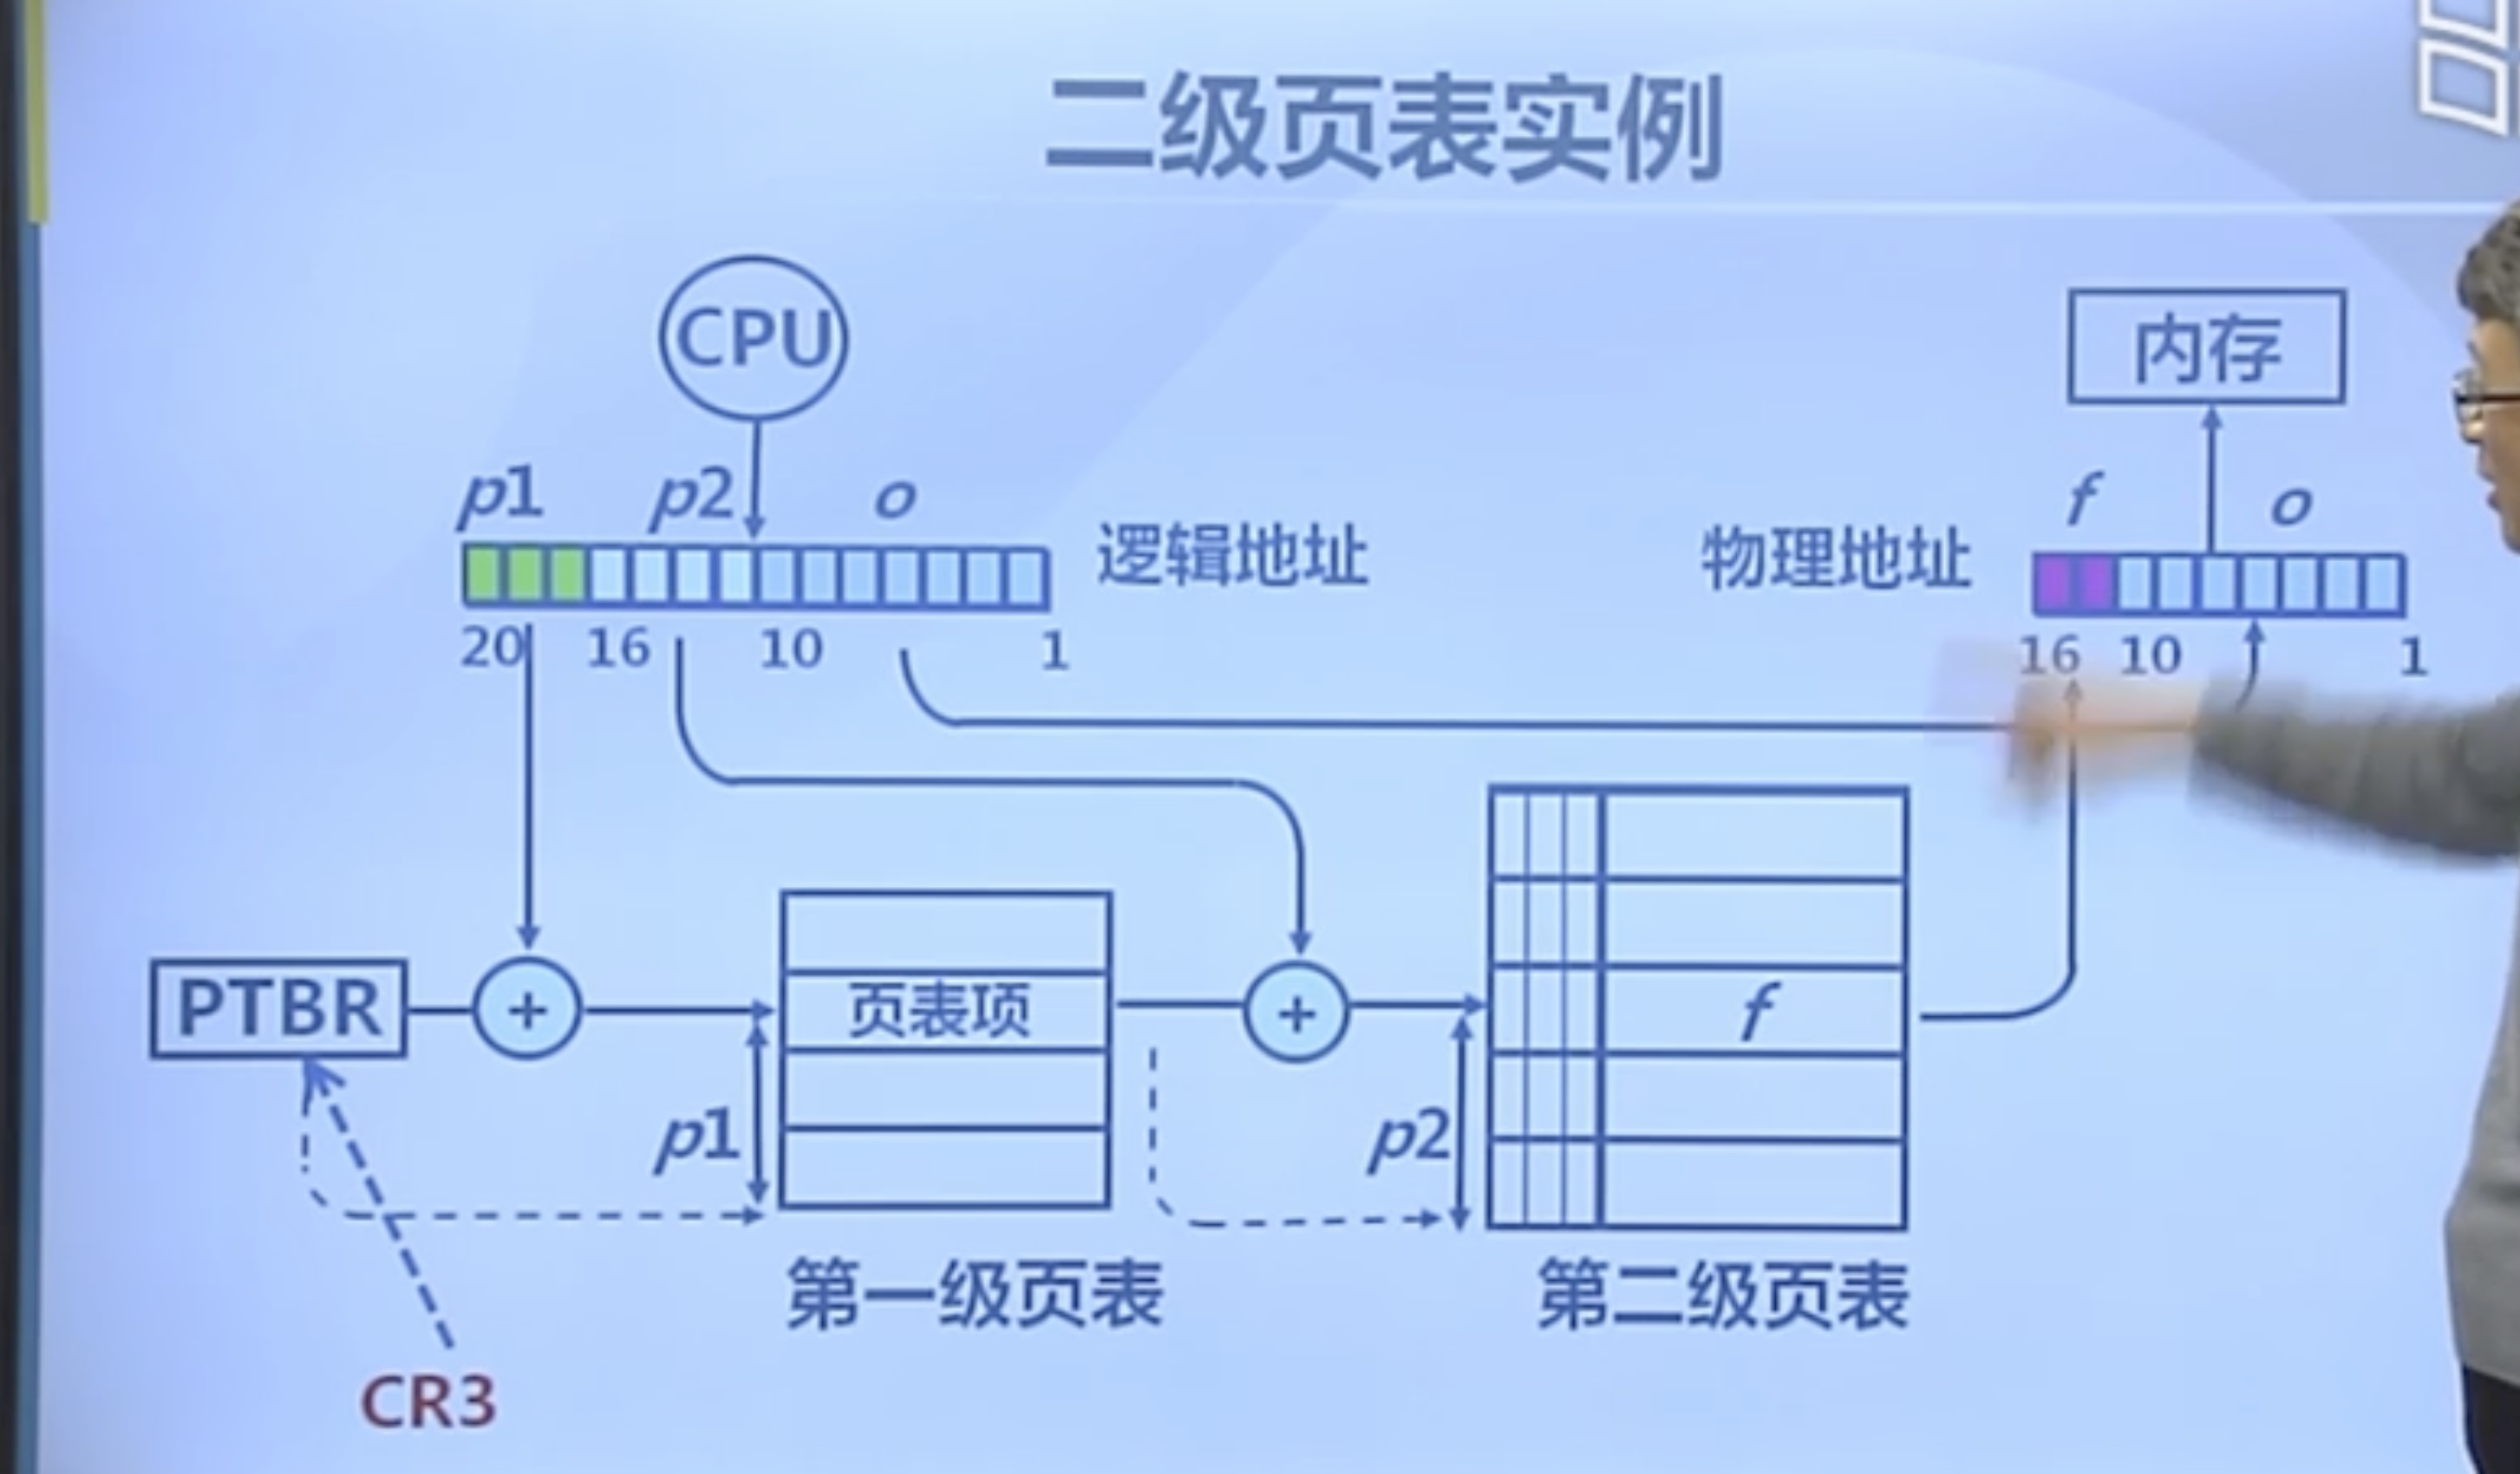 二级页表实例
CPU
内存
p1 p2 o
逻辑地址
20 16 10 1
f o
物理地址
16 10 1
PTBR
+
页表项
+
f
p1
p2
第一级页表
第二级页表
CR3